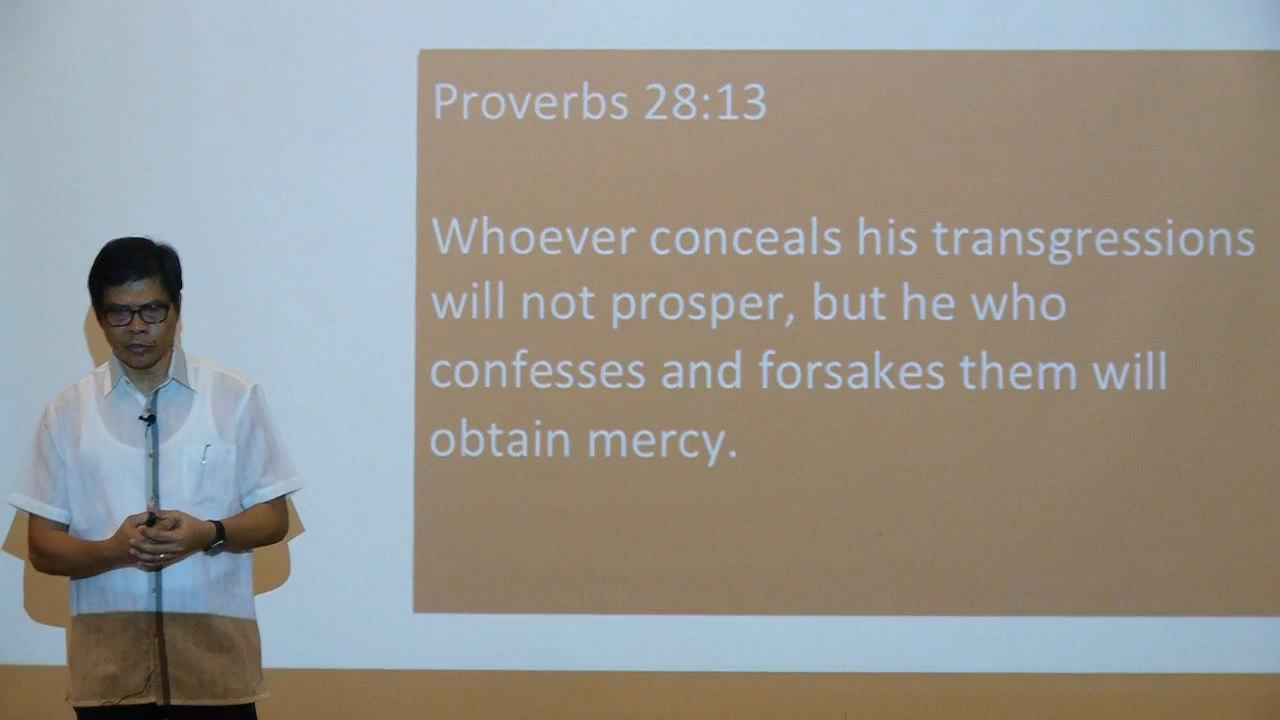 Proverbs 28:13
Whoever conceals his transgressions
will not prosper, but he who
confesses and forsakes them will
obtain mercy.